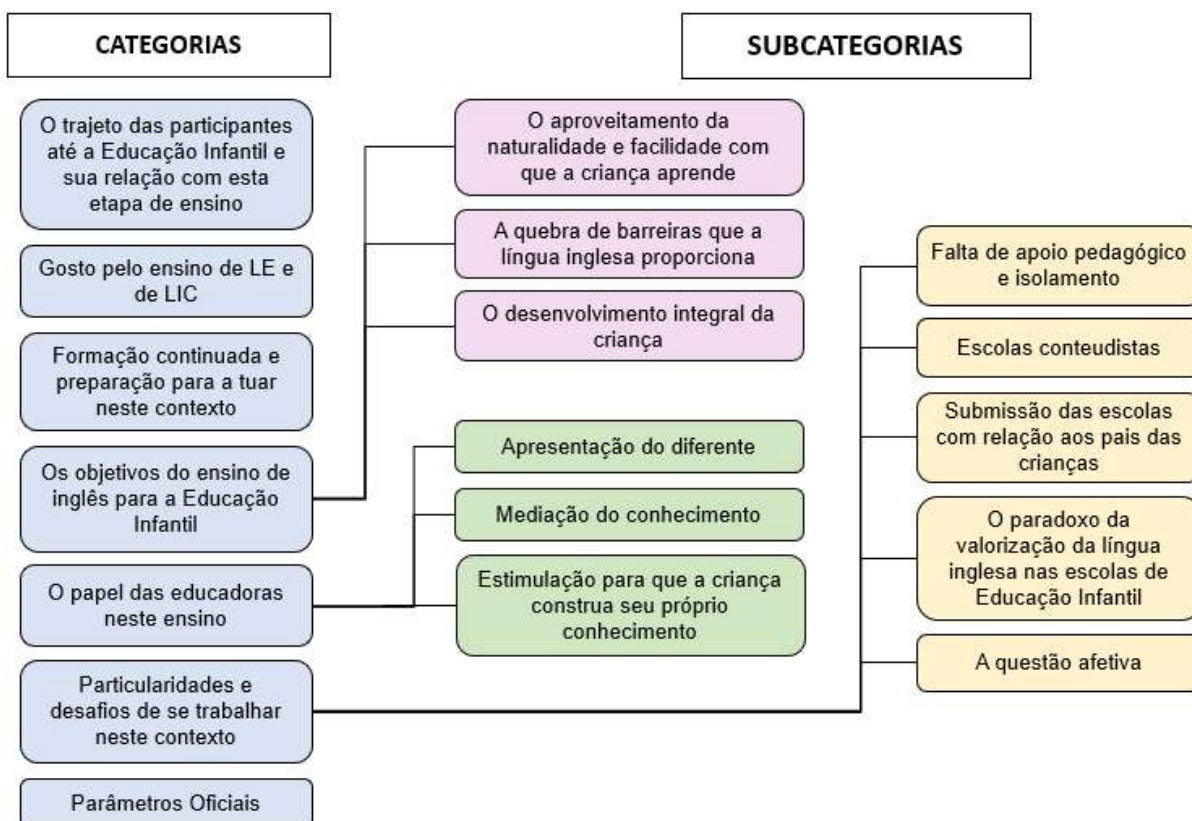 CATEGORIAS
SUBCATEGORIAS
O trajeto das participantes
até a Educação Infantil e
sua relação com esta
etapa de ensino
Gosto pelo ensino de LE e
de LIC
Formação continuada e
preparação para a tuar
neste contexto
Os objetivos do ensino de
inglês para a Educação
Infantil
O papel das educadoras
neste ensino
Particularidades e
desafios de se trabalhar
neste contexto
Parâmetros Oficiais
O aproveitamento da
naturalidade e facilidade com
que a criança aprende
A quebra de barreiras que a
língua inglesa proporciona
O desenvolvimento integral da
criança
Apresentação do diferente
Mediação do conhecimento
Estimulação para que a criança
construa seu próprio
conhecimento
Falta de apoio pedagógico
e isolamento
Escolas conteudistas
Submissão das escolas
com relação aos pais das
crianças
O paradoxo da
valorização da língua
inglesa nas escolas de
Educação Infantil
A questão afetiva